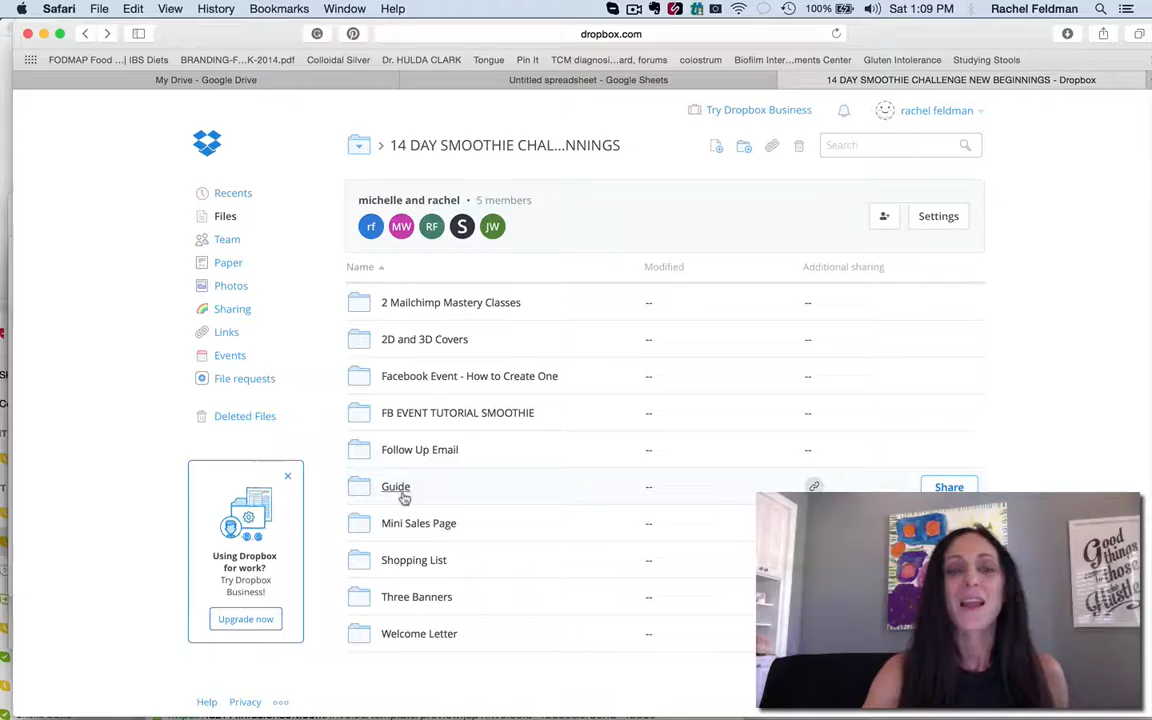 Safari File Edit View History Bookmarks Window Help 100% Sat 1:09 PM Rachel Feldman
dropbox.com
FODMAP Food ...| IBS Diets BRANDING-F...K-2014.pdf Colloidal Silver Dr. HULDA CLARK Tongue Pin It TCM diagnosi...ard, forums colostrum Biofilm Inter...ments Center Gluten Intolerance Studying Stools
My Drive - Google Drive Untitled spreadsheet - Google Sheets 14 DAY SMOOTHIE CHALLENGE NEW BEGINNINGS - Dropbox
Try Dropbox Business rachel feldman
14 DAY SMOOTHIE CHAL...NNINGS Search
Recents
Files
Team
Paper
Photos
Sharing
Links
Events
File requests
Deleted Files
michelle and rachel • 5 members
rf MW RF S JW
Settings
Name Modified Additional sharing
2 Mailchimp Mastery Classes -- --
2D and 3D Covers -- --
Facebook Event - How to Create One -- --
FB EVENT TUTORIAL SMOOTHIE -- --
Follow Up Email -- --
Guide -- Share
Mini Sales Page --
Shopping List --
Three Banners --
Welcome Letter --
Using Dropbox
for work?
Try Dropbox
Business!
Upgrade now
Help Privacy
Good
things
those
Hustle